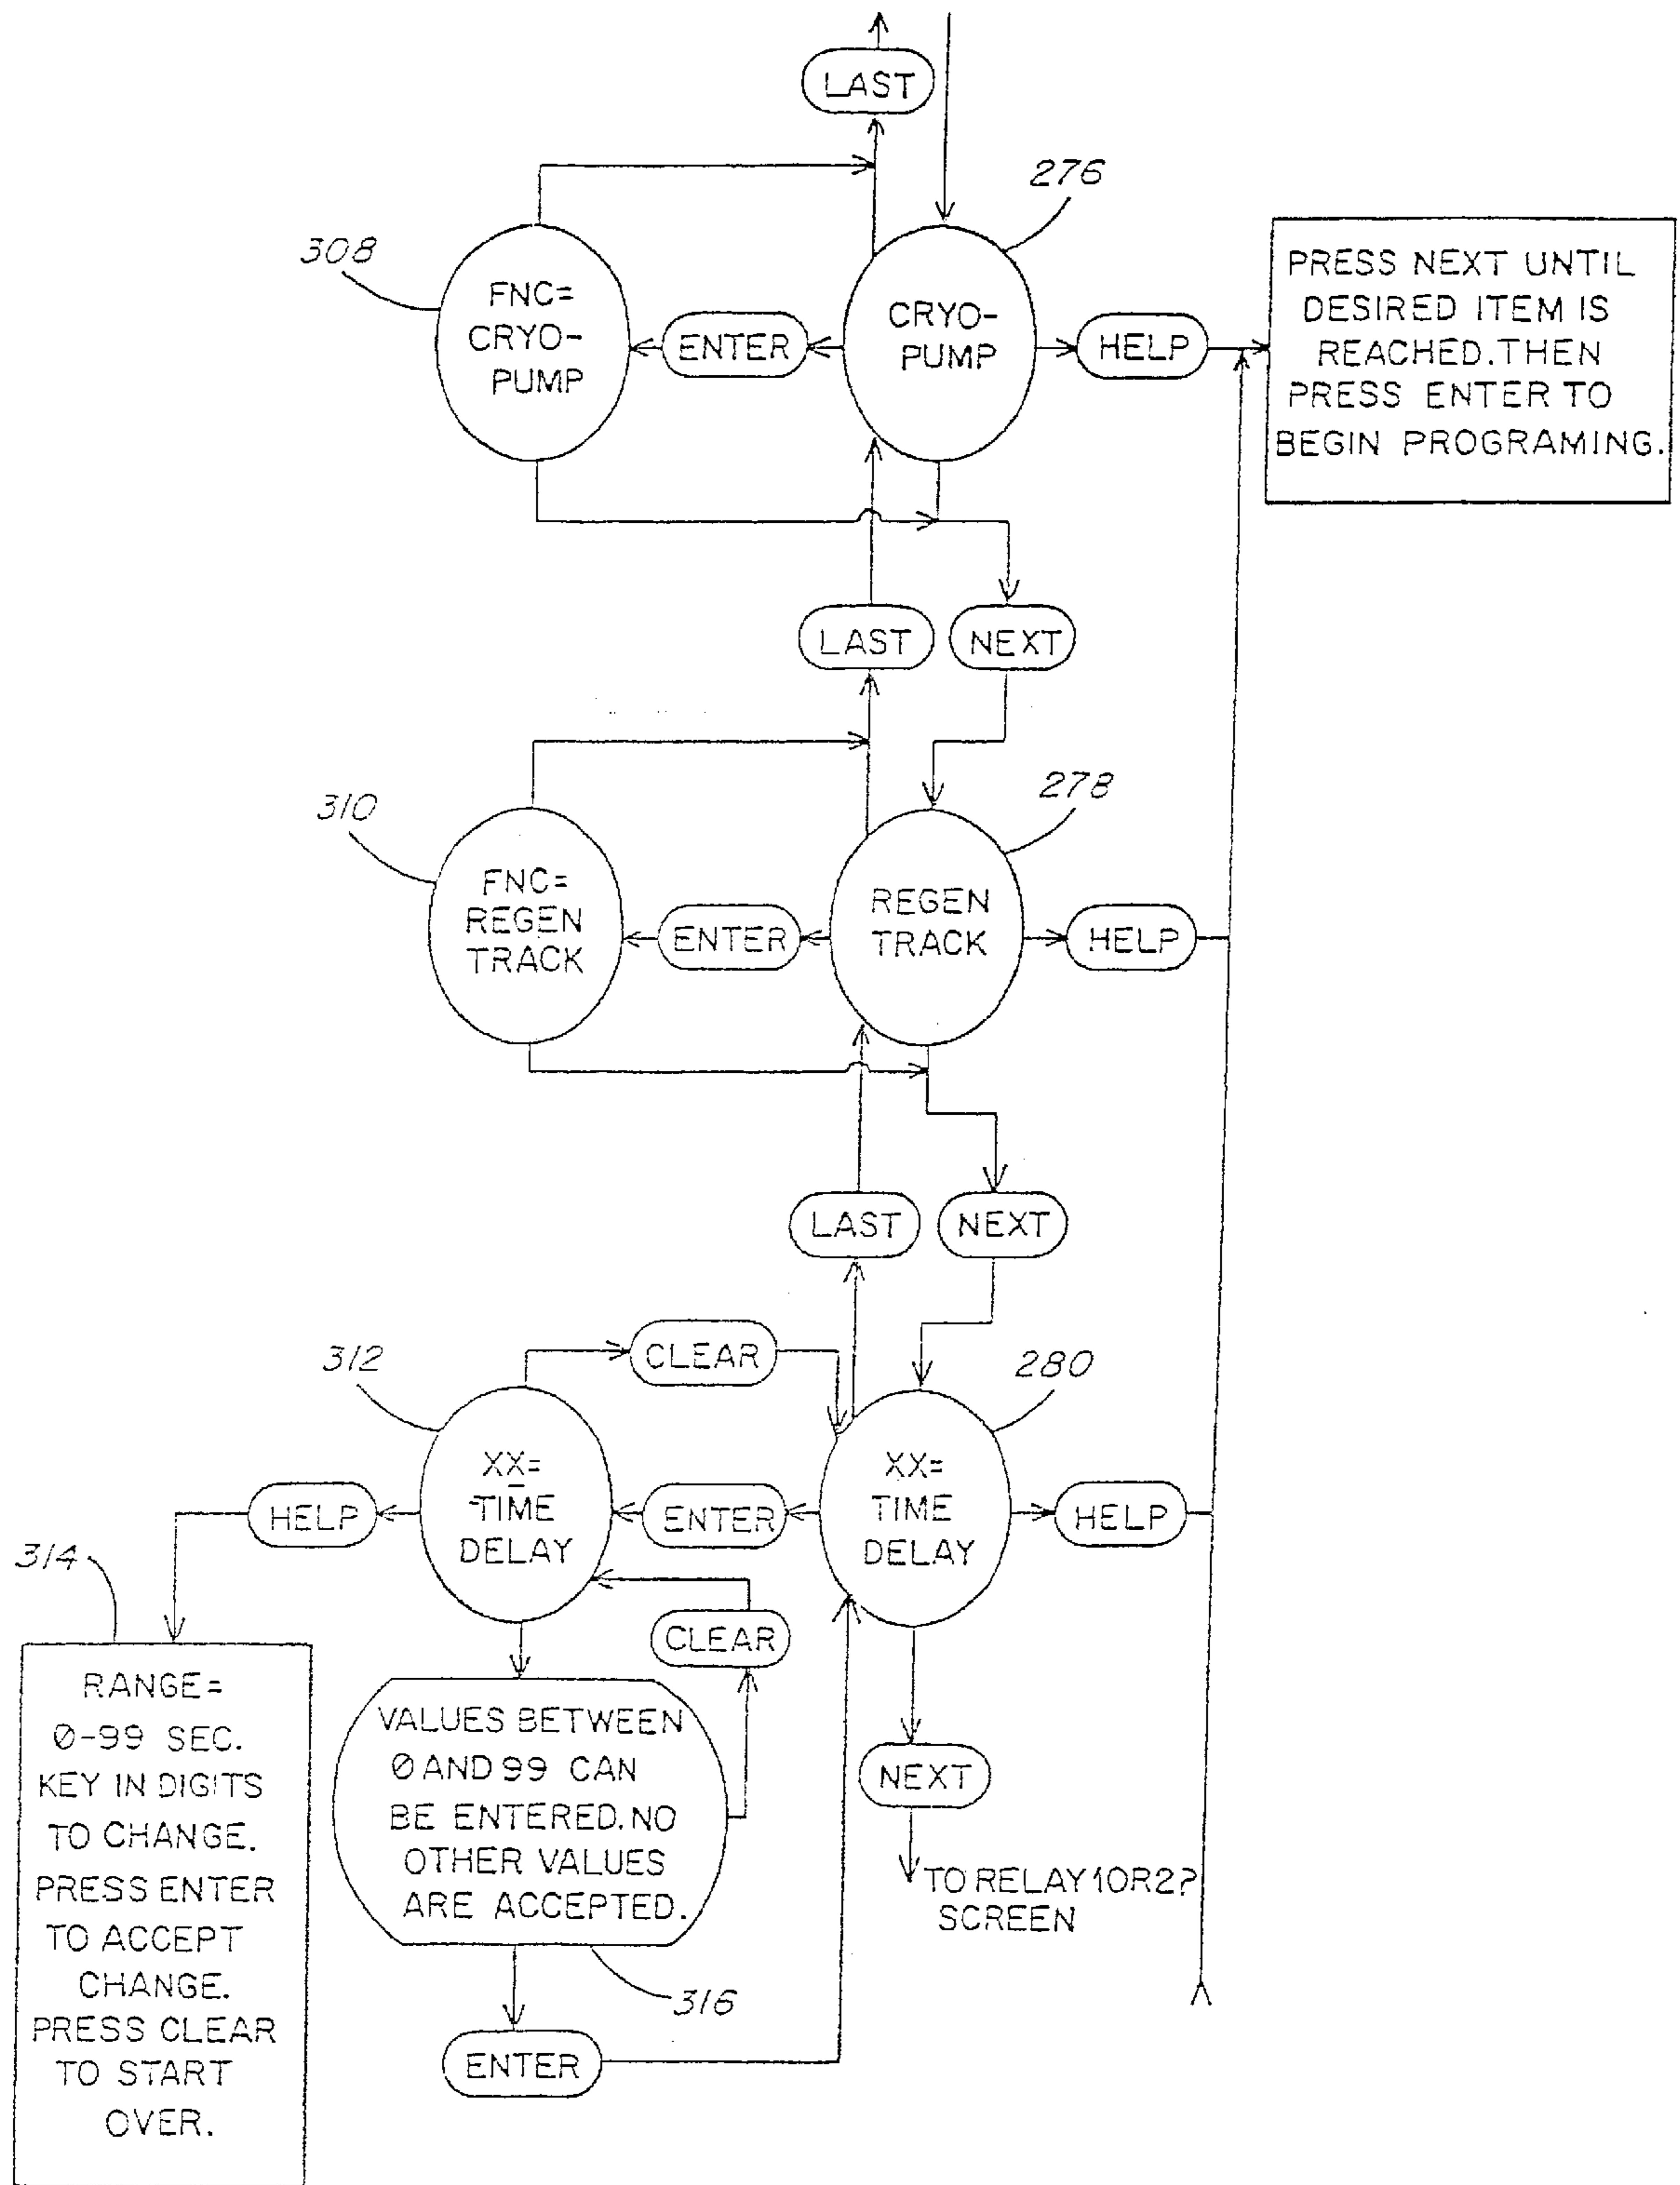 LAST
276
308
FNC=
CRYO-
PUMP
ENTER
CRYO-
PUMP
HELP
PRESS NEXT UNTIL
DESIRED ITEM IS
REACHED. THEN
PRESS ENTER TO
BEGIN PROGRAMING.
LAST
NEXT
278
310
FNC=
REGEN
TRACK
ENTER
REGEN
TRACK
HELP
LAST
NEXT
312
CLEAR
280
HELP
XX=
TIME
DELAY
ENTER
XX=
TIME
DELAY
HELP
314
CLEAR
RANGE=
0-99 SEC.
KEY IN DIGITS
TO CHANGE.
PRESS ENTER
TO ACCEPT
CHANGE.
PRESS CLEAR
TO START
OVER.
VALUES BETWEEN
0 AND 99 CAN
BE ENTERED. NO
OTHER VALUES
ARE ACCEPTED.
316
ENTER
NEXT
TO RELAY 1 OR 2?
SCREEN